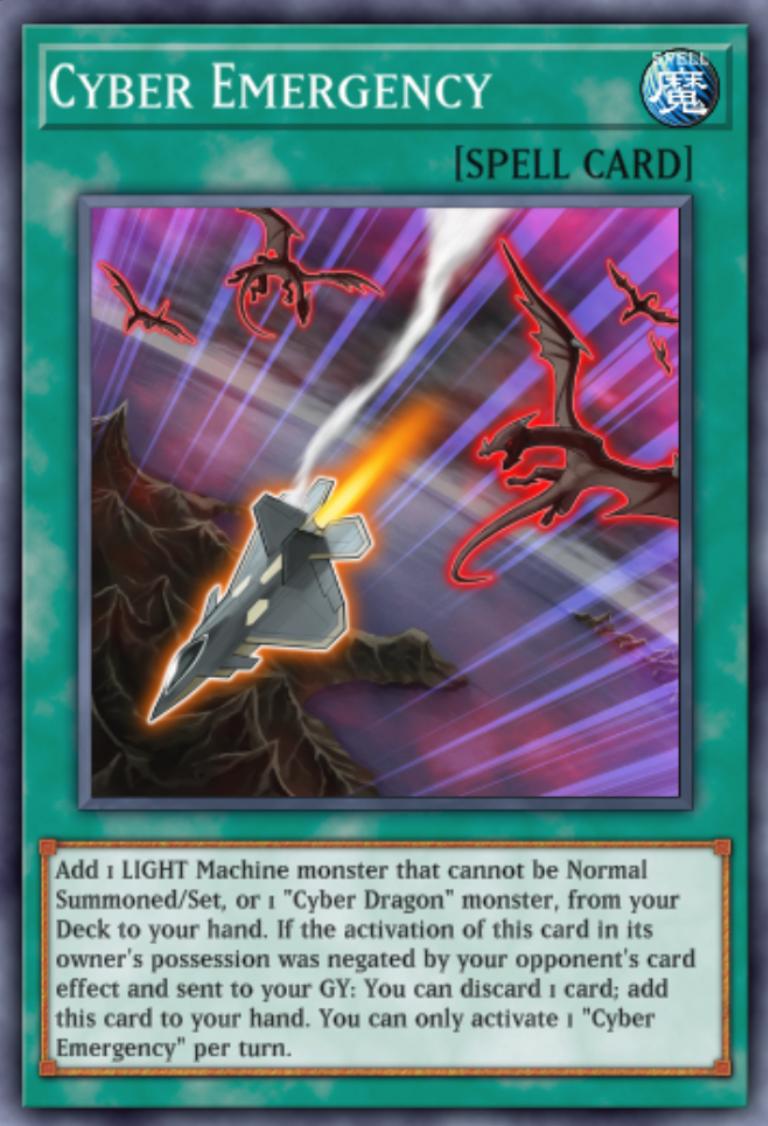 Cyber Emergency
SPELL
魔
[SPELL CARD]
Add 1 LIGHT Machine monster that cannot be Normal
Summoned/Set, or 1 "Cyber Dragon" monster, from your
Deck to your hand. If the activation of this card in its
owner's possession was negated by your opponent's card
effect and sent to your GY: You can discard 1 card; add
this card to your hand. You can only activate 1 "Cyber
Emergency" per turn.